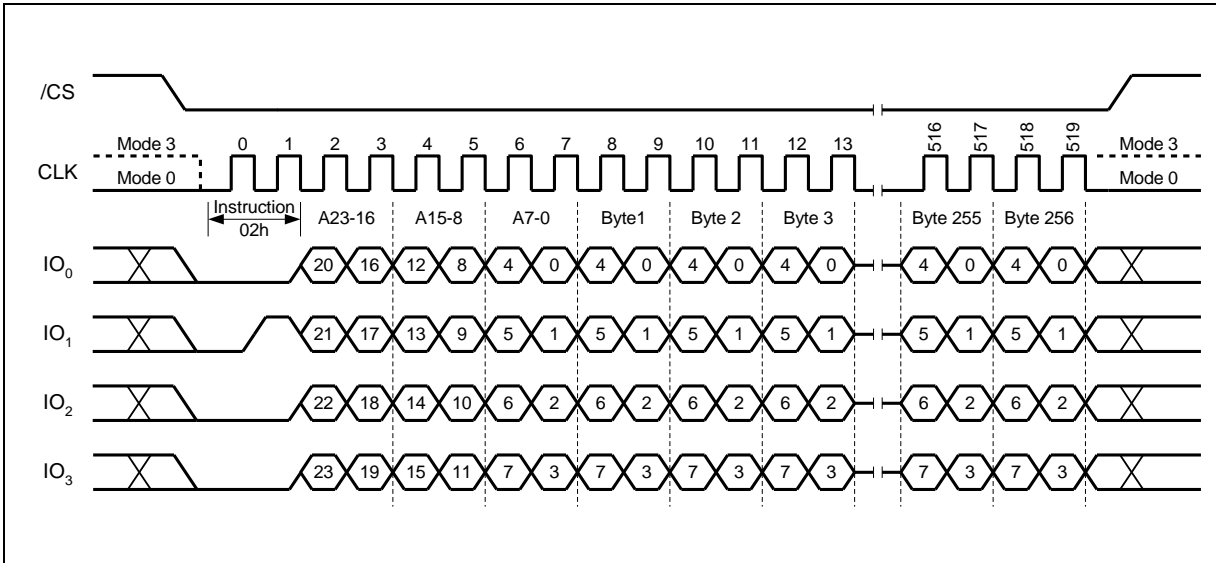 /CS
Mode 3 0 1 2 3 4 5 6 7 8 9 10 11 12 13 516 517 518 519 Mode 3
CLK
Mode 0 Mode 0
Instruction A23-16 A15-8 A7-0 Byte1 Byte 2 Byte 3 Byte 255 Byte 256
02h
IO0 20 16 12 8 4 0 4 0 4 0 4 0 4 0 4 0
IO1 21 17 13 9 5 1 5 1 5 1 5 1 5 1 5 1
IO2 22 18 14 10 6 2 6 2 6 2 6 2 6 2 6 2
IO3 23 19 15 11 7 3 7 3 7 3 7 3 7 3 7 3